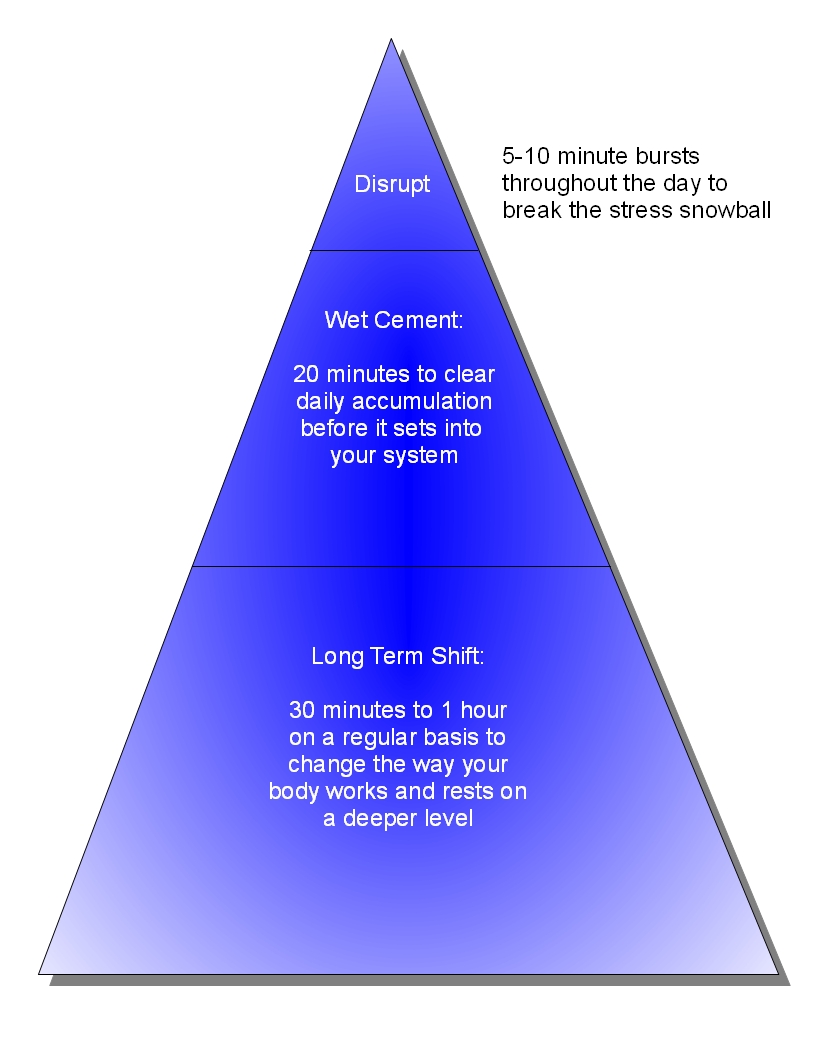 Disrupt
5-10 minute bursts
throughout the day to
break the stress snowball
Wet Cement:
20 minutes to clear
daily accumulation
before it sets into
your system
Long Term Shift:
30 minutes to 1 hour
on a regular basis to
change the way your
body works and rests on
a deeper level